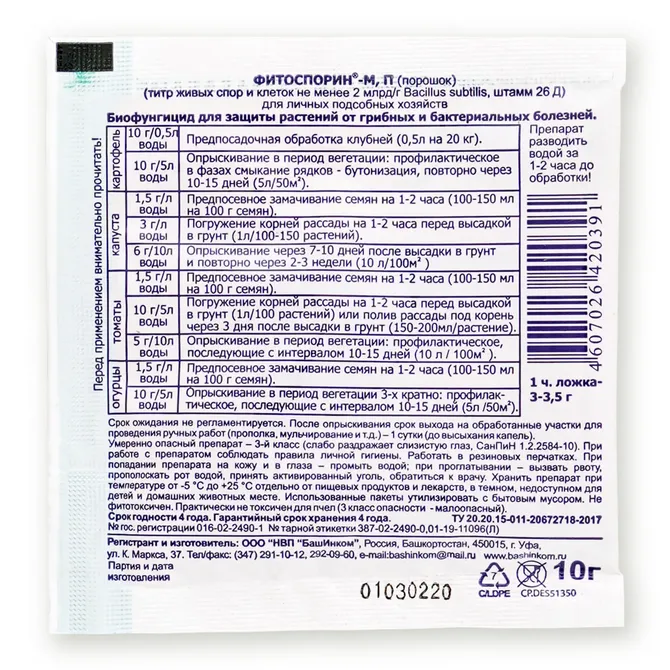 ФИТОСПОРИН®-М, П (порошок)
(титр живых спор и клеток не менее 2 млрд/г Bacillus subtilis, штамм 26 Д)
для личных подсобных хозяйств
Биофунгицид для защиты растений от грибных и бактериальных болезней.
Перед применением внимательно прочитать!
картофель
10 г/0,5л воды
Предпосадочная обработка клубней (0,5л на 20 кг).
10 г/5л воды
Опрыскивание в период вегетации: профилактическое
в фазах смыкание рядков - бутонизация, повторно через
10-15 дней (5л/50м²).
капуста
1,5 г/л воды
Предпосевное замачивание семян на 1-2 часа (100-150 мл
на 100 г семян).
3 г/л воды
Погружение корней рассады на 1-2 часа перед высадкой
в грунт (1л/100-150 растений).
6 г/10л воды
Опрыскивание через 7-10 дней после высадки в грунт
и повторно через 2-3 недели (10 л/100м² )
томаты
1,5 г/л воды
Предпосевное замачивание семян на 1-2 часа (100-150 мл
на 100 г семян).
10 г/5л воды
Погружение корней рассады на 1-2 часа перед высадкой
в грунт (1л/100 растений) или полив рассады под корень
через 3 дня после высадки в грунт (150-200мл/растение).
5 г/10л воды
Опрыскивание в период вегетации: профилактическое,
последующие с интервалом 10-15 дней (10 л / 100м² ).
огурцы
1,5 г/л воды
Предпосевное замачивание семян на 1-2 часа (100-150 мл
на 100 г семян).
10 г/5л воды
Опрыскивание в период вегетации 3-х кратно: профилак-
тическое, последующие с интервалом 10-15 дней (5л /50м²).
Препарат
разводить
водой за
1-2 часа до
обработки!
4607026420391
1 ч. ложка-
3-3,5 г
Срок ожидания не регламентируется. После опрыскивания срок выхода на обработанные участки для
проведения ручных работ (прополка, мульчирование и т.д.) – 1 сутки (до высыхания капель).
Умеренно опасный препарат – 3-й класс (слабо раздражает слизистую глаз, СанПиН 1.2.2584-10). При
работе с препаратом соблюдать правила личной гигиены. Работать в резиновых перчатках. При
попадании препарата на кожу и в глаза – промыть водой; при проглатывании – вызвать рвоту,
прополоскать рот водой, принять активированный уголь, обратиться к врачу. Хранить препарат при
температуре от -5 °С до +25 °С отдельно от пищевых продуктов и лекарств, в темном, недоступном для
детей и домашних животных месте. Использованные пакеты утилизировать с бытовым мусором. Не
фитотоксичен. Практически не токсичен для пчел (3 класс опасности - малоопасный).
Срок годности 4 года. Гарантийный срок хранения 4 года. ТУ 20.20.15-011-20672718-2017
№ гос. регистрации 016-02-2490-1 № тарной этикетки 387-02-2490-0,01-19-11096(Л)
Регистрант и изготовитель: ООО "НВП "БашИнком", Россия, Башкортостан, 450015, г. Уфа,
ул. К. Маркса, 37. Тел/факс: (347) 291-10-12, 292-09-60, e-mail:bashinkom@mail.ru www.bashinkom.ru
Партия и дата
изготовления
01030220
7
C/LDPE
10г
CP.DES51350